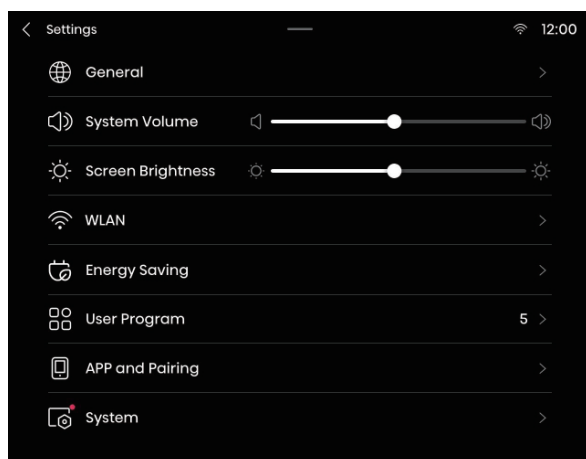 Settings 12:00
General
System Volume
Screen Brightness
WLAN
Energy Saving
User Program 5
APP and Pairing
System